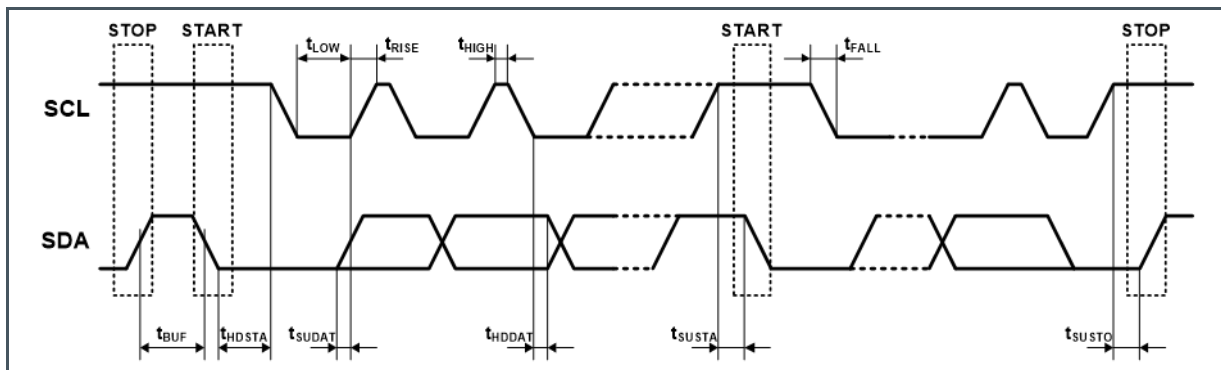 STOP START START STOP
tLOW tRISE tHIGH tFALL
SCL
SDA
tBUF tHDSTA tSUDAT tHDDAT tSUSTA tSUSTO